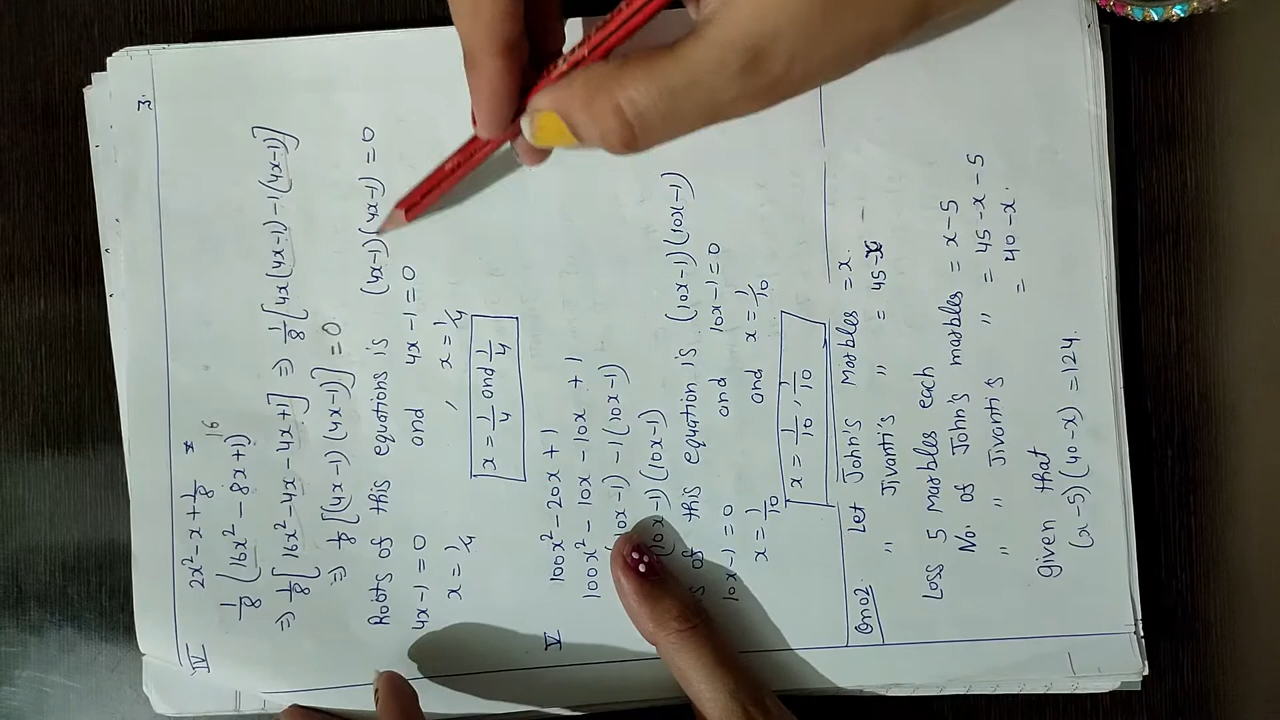 3.
IV 2x² - x + 1/8 =
16
1/8 (16x² - 8x + 1)
⇒ 1/8 [16x² - 4x - 4x + 1] ⇒ 1/8 [4x(4x-1) - 1(4x-1)]
⇒ 1/8 [(4x-1) (4x-1)] = 0
Roots of this equations is (4x-1)(4x-1) = 0
4x-1 = 0 and 4x-1 = 0
x = 1/4 , x = 1/4
x = 1/4 and 1/4
V 100x² - 20x + 1
100x² - 10x - 10x + 1
(10x-1) - 1(10x-1)
(10x-1)(10x-1)
of this equation is (10x-1)(10x-1)
10x-1 = 0 and 10x-1 = 0
x = 1/10 and x = 1/10
x = 1/10, 1/10
Qno2. Let John's Marbles = x.
" Jivanti's " = 45-x
Loss 5 Marbles each
No. of John's marbles = x-5
" " Jivanti's " = 45-x-5
= 40-x.
given that
(x-5)(40-x) = 124.